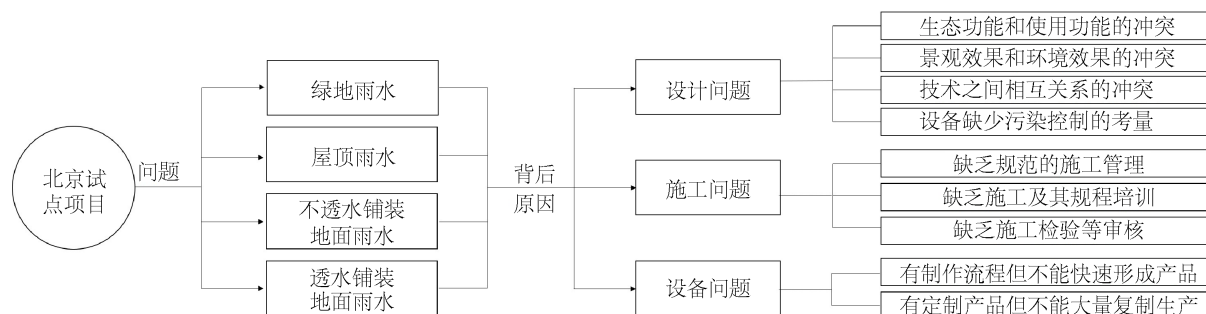 北京试
点项目
问题
绿地雨水
屋顶雨水
不透水铺装
地面雨水
透水铺装
地面雨水
背后
原因
设计问题
施工问题
设备问题
生态功能和使用功能的冲突
景观效果和环境效果的冲突
技术之间相互关系的冲突
设备缺少污染控制的考量
缺乏规范的施工管理
缺乏施工及其规程培训
缺乏施工检验等审核
有制作流程但不能快速形成产品
有定制产品但不能大量复制生产